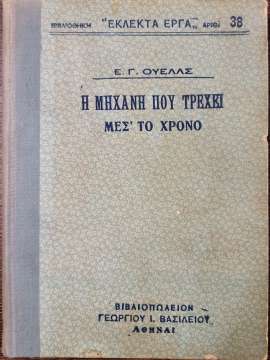 ΒΙΒΛΙΟΘΗΚΗ "ΕΚΛΕΚΤΑ ΕΡΓΑ„ ΑΡΙΘ. 38
Ε. Γ. ΟΥΕΛΛΣ
Η ΜΗΧΑΝΗ ΠΟΥ ΤΡΕΧΕΙ
ΜΕΣ' ΤΟ ΧΡΟΝΟ
ΒΙΒΛΙΟΠΩΛΕΙΟΝ
ΓΕΩΡΓΙΟΥ Ι. ΒΑΣΙΛΕΙΟΥ
ΑΘΗΝΑΙ